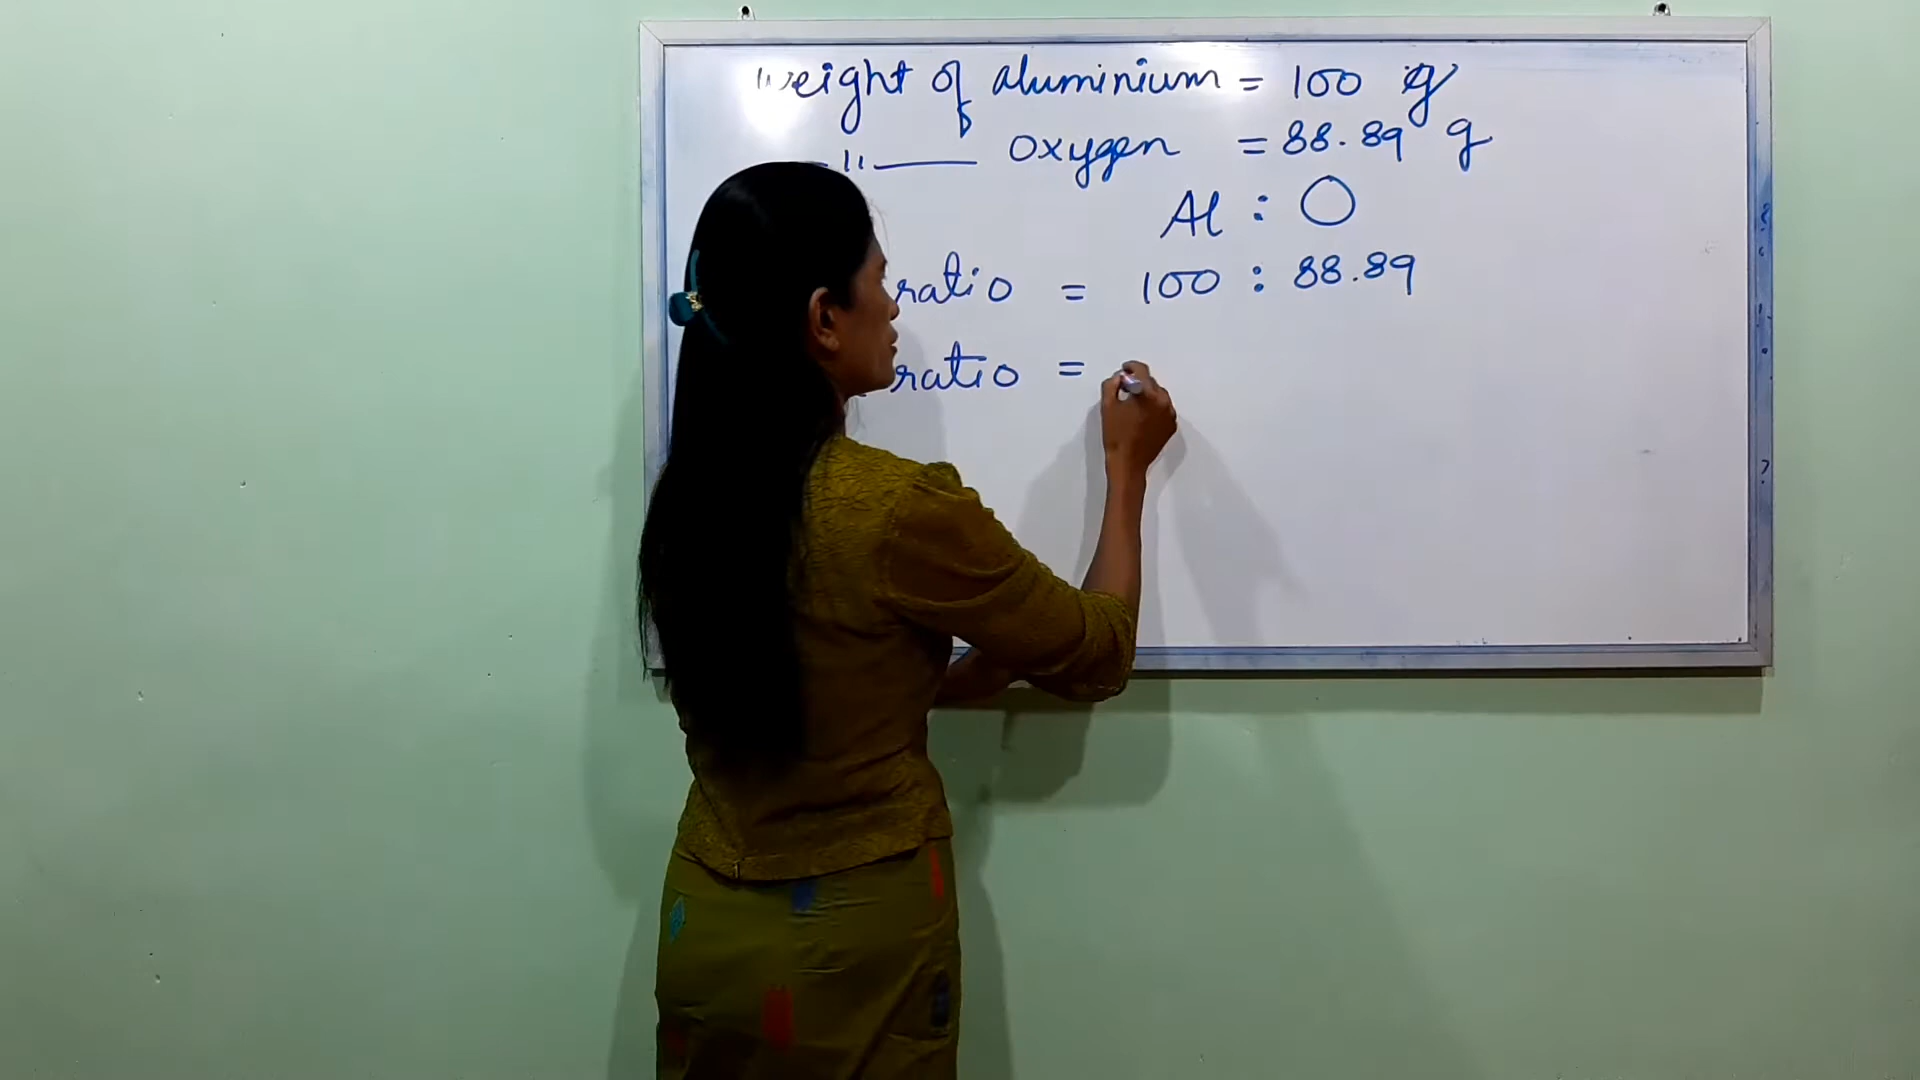 Weight of aluminium = 100 g
—"— oxygen = 88.89 g
Al : O
ratio = 100 : 88.89
ratio =